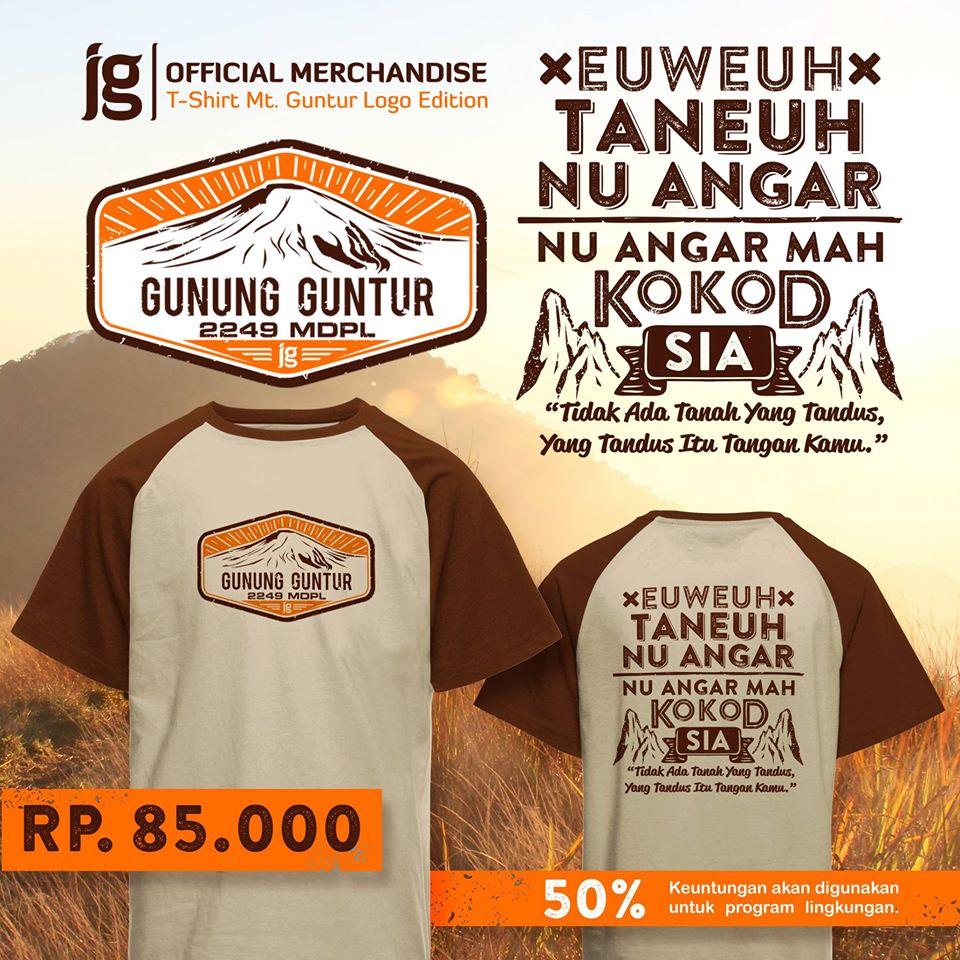 jg
OFFICIAL MERCHANDISE
T-Shirt Mt. Guntur Logo Edition
GUNUNG GUNTUR
2249 MDPL
jg
×EUWEUH×
TANEUH
NU ANGAR
NU ANGAR MAH
KOKOD
SIA
“Tidak Ada Tanah Yang Tandus,
Yang Tandus Itu Tangan Kamu.”
GUNUNG GUNTUR
2249 MDPL
jg
×EUWEUH×
TANEUH
NU ANGAR
NU ANGAR MAH
KOKOD
SIA
“Tidak Ada Tanah Yang Tandus,
Yang Tandus Itu Tangan Kamu.”
RP. 85.000
50%
Keuntungan akan digunakan
untuk program lingkungan.